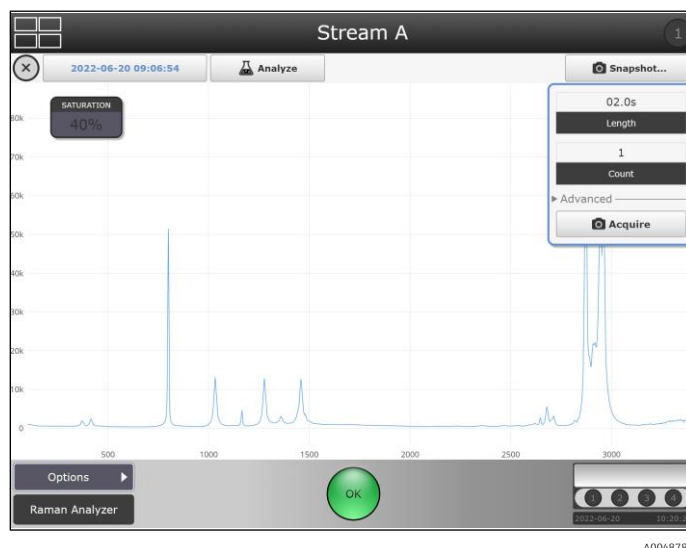 Stream A
1
2022-06-20 09:06:54
Analyze
Snapshot...
SATURATION
40%
02.0s
Length
1
Count
Advanced
Acquire
80k
70k
60k
50k
40k
30k
20k
10k
0
500
1000
1500
2000
2500
3000
Options
Raman Analyzer
OK
1 2 3 4
2022-06-20